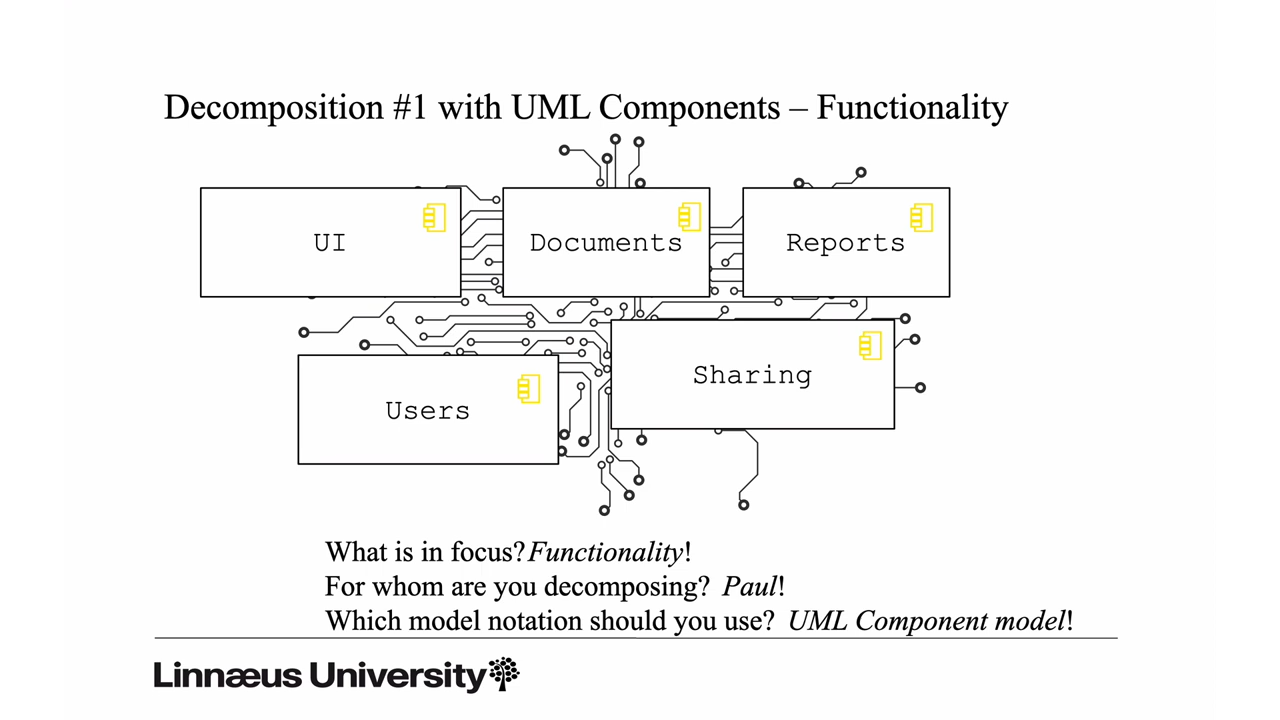 Decomposition #1 with UML Components – Functionality
UI
Documents
Reports
Sharing
Users
What is in focus? Functionality!
For whom are you decomposing? Paul!
Which model notation should you use? UML Component model!
Linnæus University